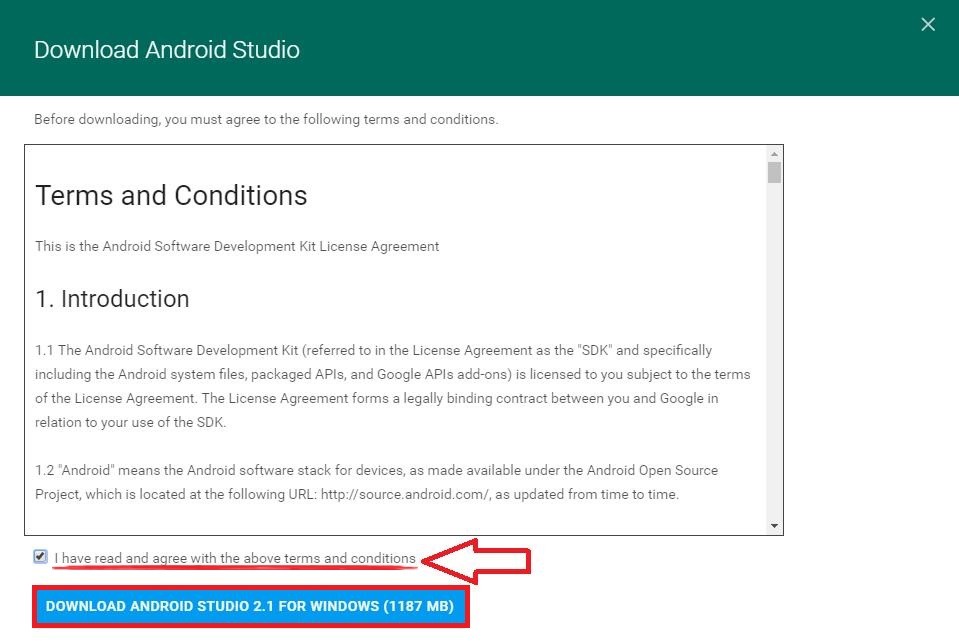 Download Android Studio
Before downloading, you must agree to the following terms and conditions.
Terms and Conditions
This is the Android Software Development Kit License Agreement
1. Introduction
1.1 The Android Software Development Kit (referred to in the License Agreement as the "SDK" and specifically
including the Android system files, packaged APIs, and Google APIs add-ons) is licensed to you subject to the terms
of the License Agreement. The License Agreement forms a legally binding contract between you and Google in
relation to your use of the SDK.
1.2 "Android" means the Android software stack for devices, as made available under the Android Open Source
Project, which is located at the following URL: http://source.android.com/, as updated from time to time.
I have read and agree with the above terms and conditions
DOWNLOAD ANDROID STUDIO 2.1 FOR WINDOWS (1187 MB)